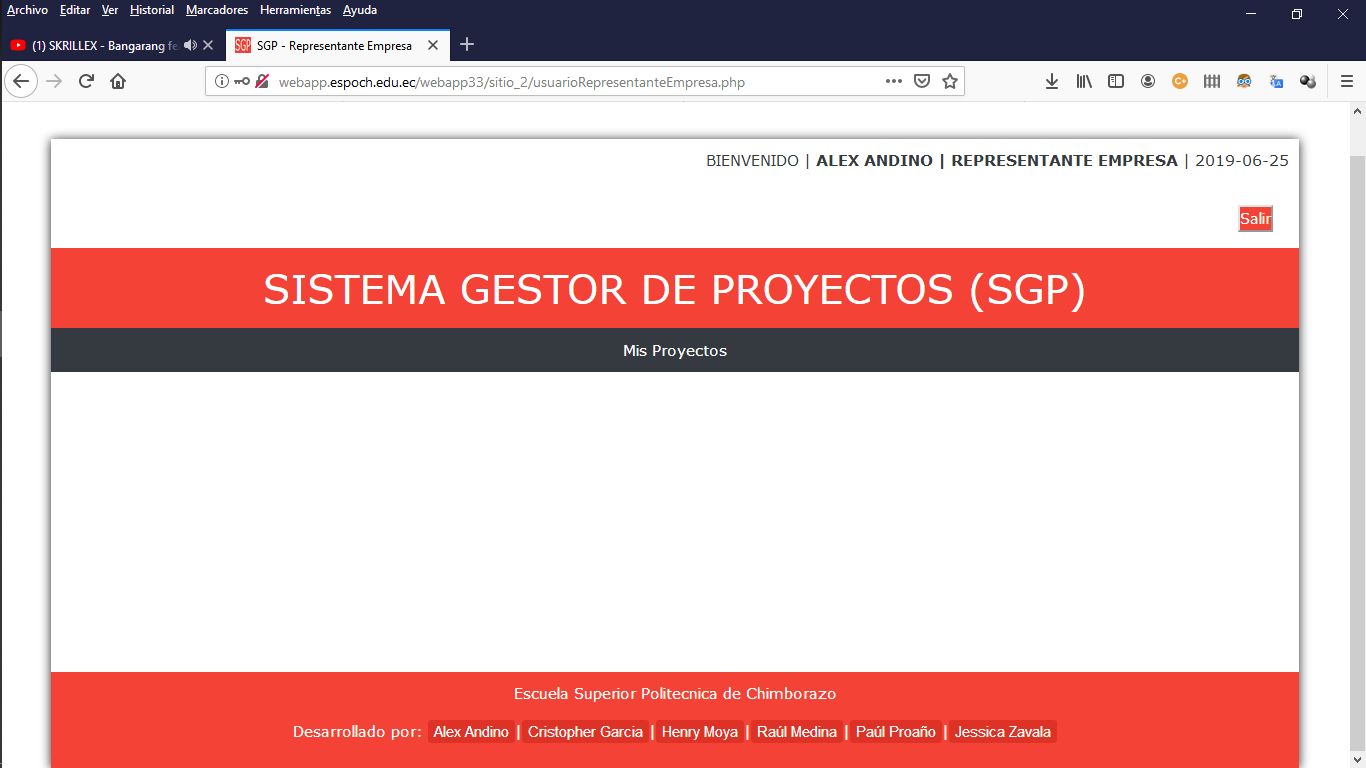 Archivo Editar Ver Historial Marcadores Herramientas Ayuda
(1) SKRILLEX - Bangarang fe
SGP SGP - Representante Empresa
webapp.espoch.edu.ec/webapp33/sitio_2/usuarioRepresentanteEmpresa.php
BIENVENIDO | ALEX ANDINO | REPRESENTANTE EMPRESA | 2019-06-25
Salir
SISTEMA GESTOR DE PROYECTOS (SGP)
Mis Proyectos
Escuela Superior Politecnica de Chimborazo
Desarrollado por: Alex Andino | Cristopher Garcia | Henry Moya | Raúl Medina | Paúl Proaño | Jessica Zavala